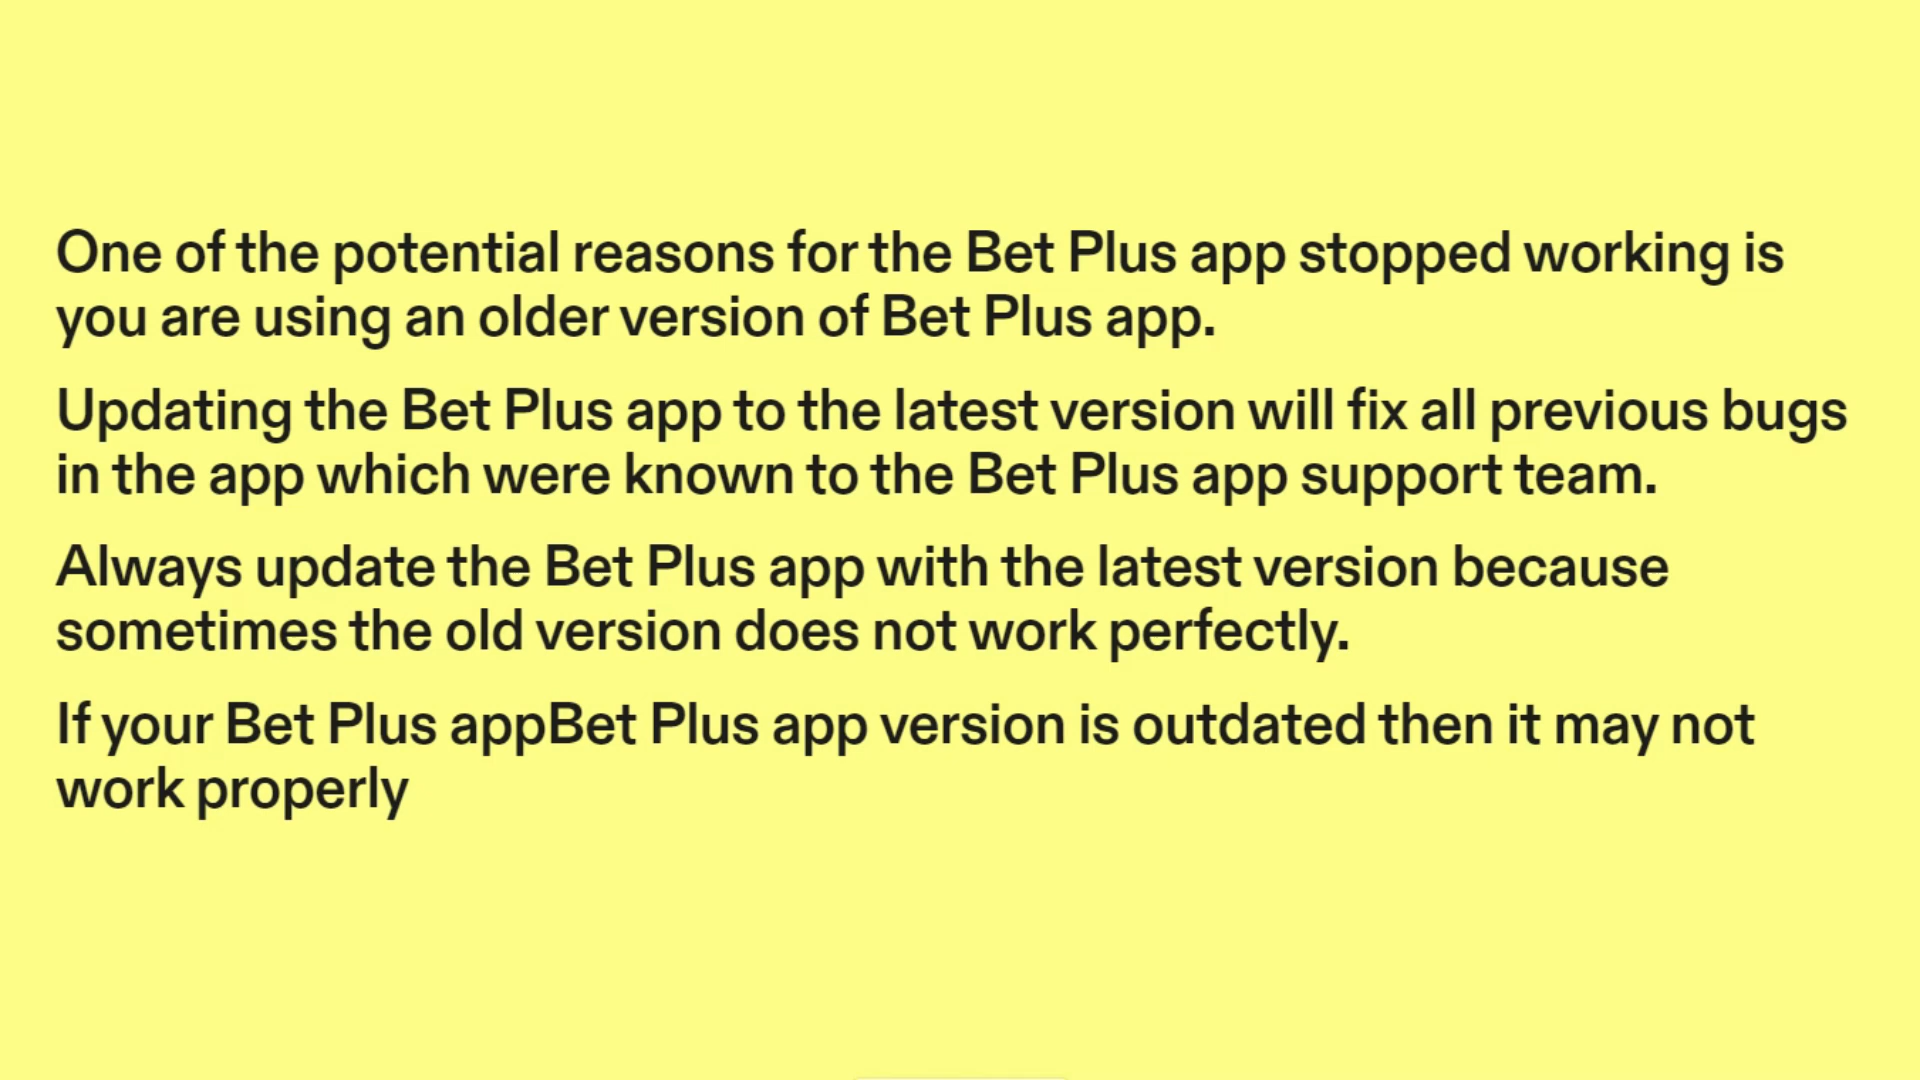 One of the potential reasons for the Bet Plus app stopped working is
you are using an older version of Bet Plus app.
Updating the Bet Plus app to the latest version will fix all previous bugs
in the app which were known to the Bet Plus app support team.
Always update the Bet Plus app with the latest version because
sometimes the old version does not work perfectly.
If your Bet Plus appBet Plus app version is outdated then it may not
work properly